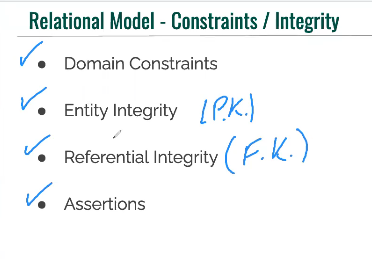 Relational Model - Constraints / Integrity
● Domain Constraints
● Entity Integrity (P.K.)
● Referential Integrity (F.K.)
● Assertions